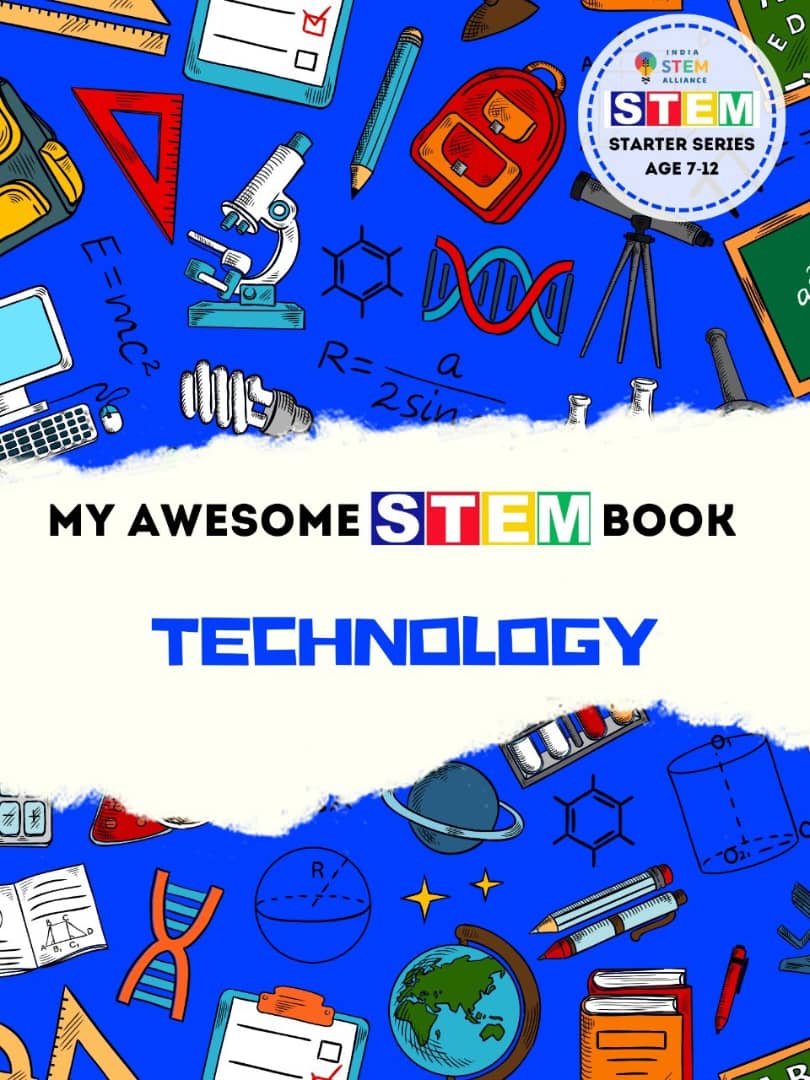 INDIA
STEM
ALLIANCE
STEM
STARTER SERIES
AGE 7-12
E=mc²
R= a
2sin
MY AWESOME STEM BOOK
TECHNOLOGY
R